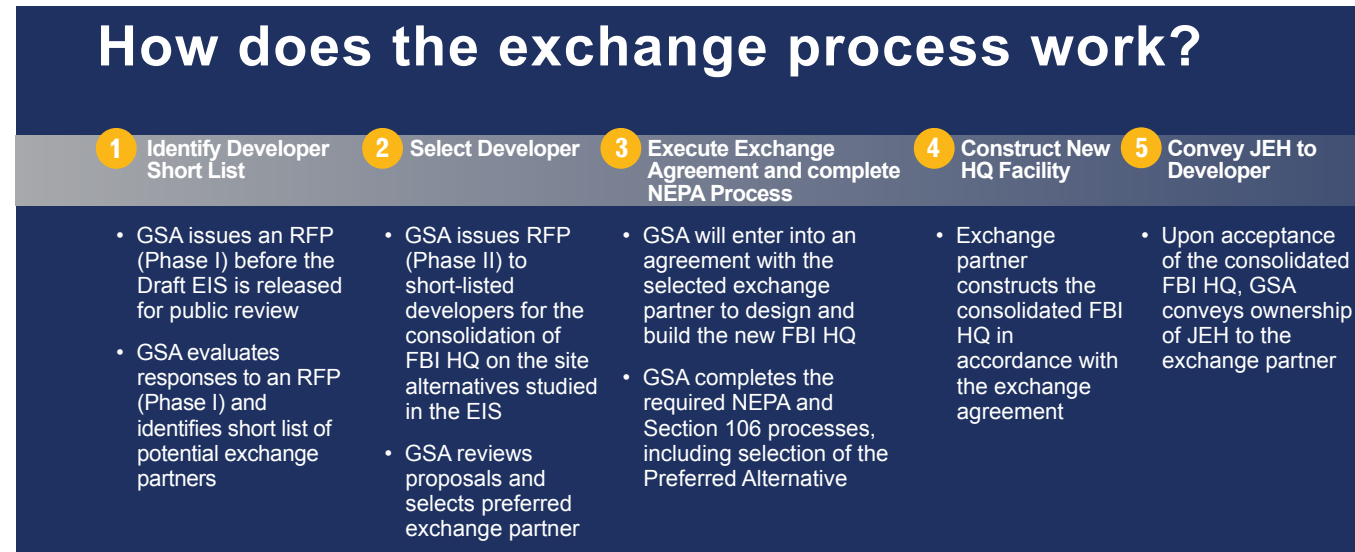 How does the exchange process work?
1
Identify Developer
Short List
• GSA issues an RFP
(Phase I) before the
Draft EIS is released
for public review
• GSA evaluates
responses to an RFP
(Phase I) and
identifies short list of
potential exchange
partners
2
Select Developer
• GSA issues RFP
(Phase II) to
short-listed
developers for the
consolidation of
FBI HQ on the site
alternatives studied
in the EIS
• GSA reviews
proposals and
selects preferred
exchange partner
3
Execute Exchange
Agreement and complete
NEPA Process
• GSA will enter into an
agreement with the
selected exchange
partner to design and
build the new FBI HQ
• GSA completes the
required NEPA and
Section 106 processes,
including selection of the
Preferred Alternative
4
Construct New
HQ Facility
• Exchange
partner
constructs the
consolidated FBI
HQ in
accordance with
the exchange
agreement
5
Convey JEH to
Developer
• Upon acceptance
of the consolidated
FBI HQ, GSA
conveys ownership
of JEH to the
exchange partner